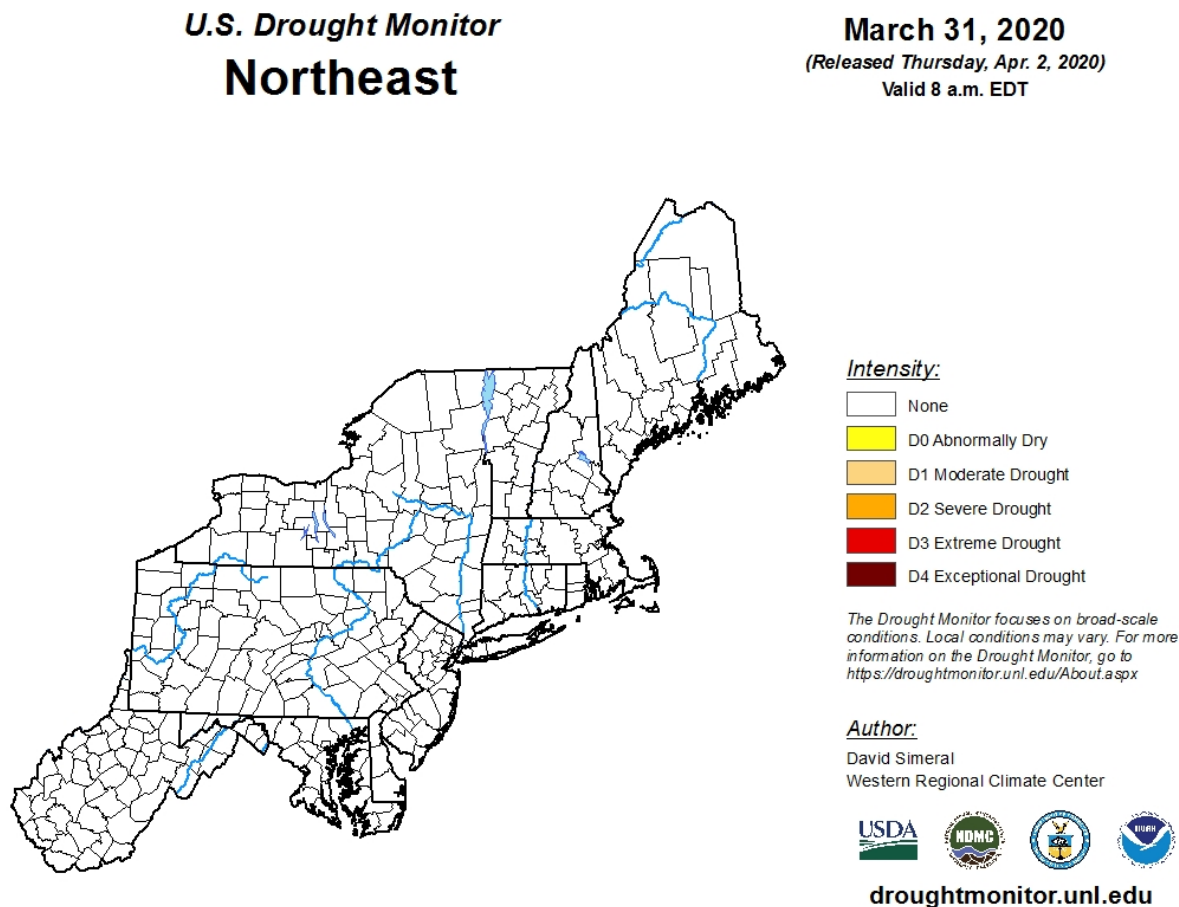 U.S. Drought Monitor
Northeast
March 31, 2020
(Released Thursday, Apr. 2, 2020)
Valid 8 a.m. EDT
Intensity:
None
D0 Abnormally Dry
D1 Moderate Drought
D2 Severe Drought
D3 Extreme Drought
D4 Exceptional Drought
The Drought Monitor focuses on broad-scale
conditions. Local conditions may vary. For more
information on the Drought Monitor, go to
https://droughtmonitor.unl.edu/About.aspx
Author:
David Simeral
Western Regional Climate Center
USDA
NDMC
NOAA
droughtmonitor.unl.edu